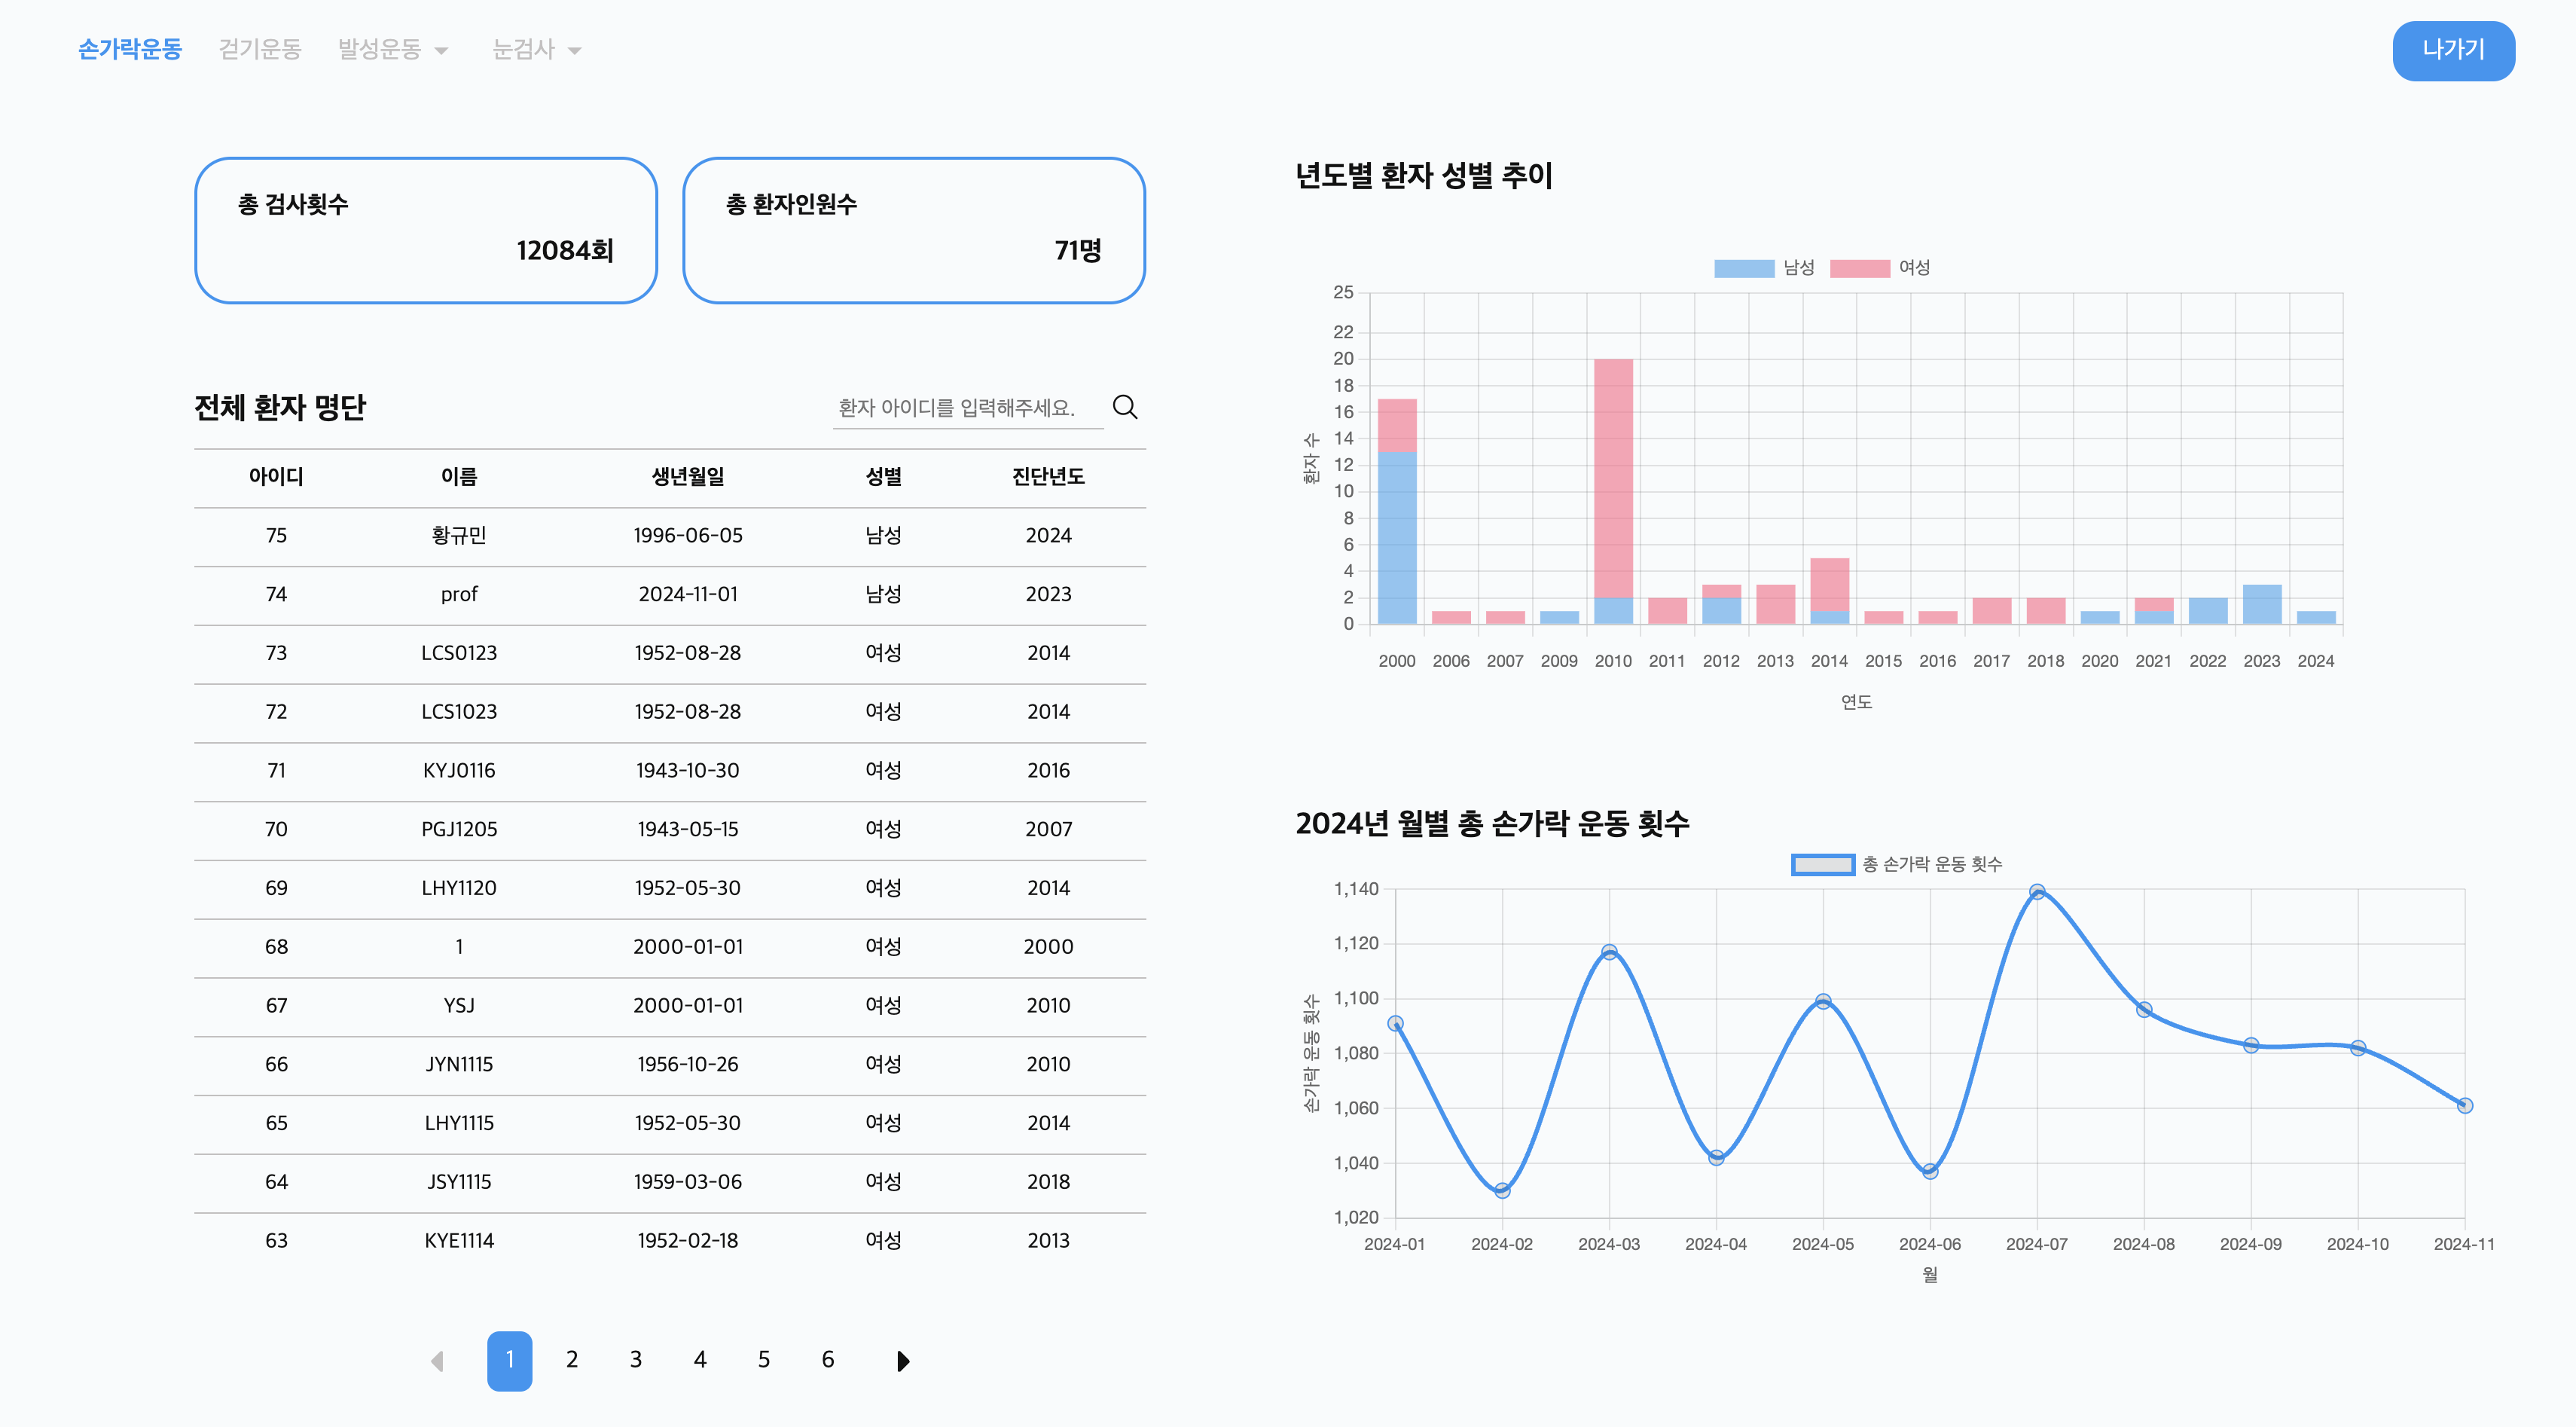 손가락운동 걷기운동 발성운동 눈검사 나가기
총 검사횟수
12084회
총 환자인원수
71명
전체 환자 명단
환자 아이디를 입력해주세요.
아이디 이름 생년월일 성별 진단년도
75 황규민 1996-06-05 남성 2024
74 prof 2024-11-01 남성 2023
73 LCS0123 1952-08-28 여성 2014
72 LCS1023 1952-08-28 여성 2014
71 KYJ0116 1943-10-30 여성 2016
70 PGJ1205 1943-05-15 여성 2007
69 LHY1120 1952-05-30 여성 2014
68 1 2000-01-01 여성 2000
67 YSJ 2000-01-01 여성 2010
66 JYN1115 1956-10-26 여성 2010
65 LHY1115 1952-05-30 여성 2014
64 JSY1115 1959-03-06 여성 2018
63 KYE1114 1952-02-18 여성 2013
1 2 3 4 5 6
년도별 환자 성별 추이
남성 여성
25
22
20
18
16
14
12
10
8
6
4
2
0
환자 수
2000 2006 2007 2009 2010 2011 2012 2013 2014 2015 2016 2017 2018 2020 2021 2022 2023 2024
연도
2024년 월별 총 손가락 운동 횟수
총 손가락 운동 횟수
1,140
1,120
1,100
1,080
1,060
1,040
1,020
손가락 운동 횟수
2024-01 2024-02 2024-03 2024-04 2024-05 2024-06 2024-07 2024-08 2024-09 2024-10 2024-11
월